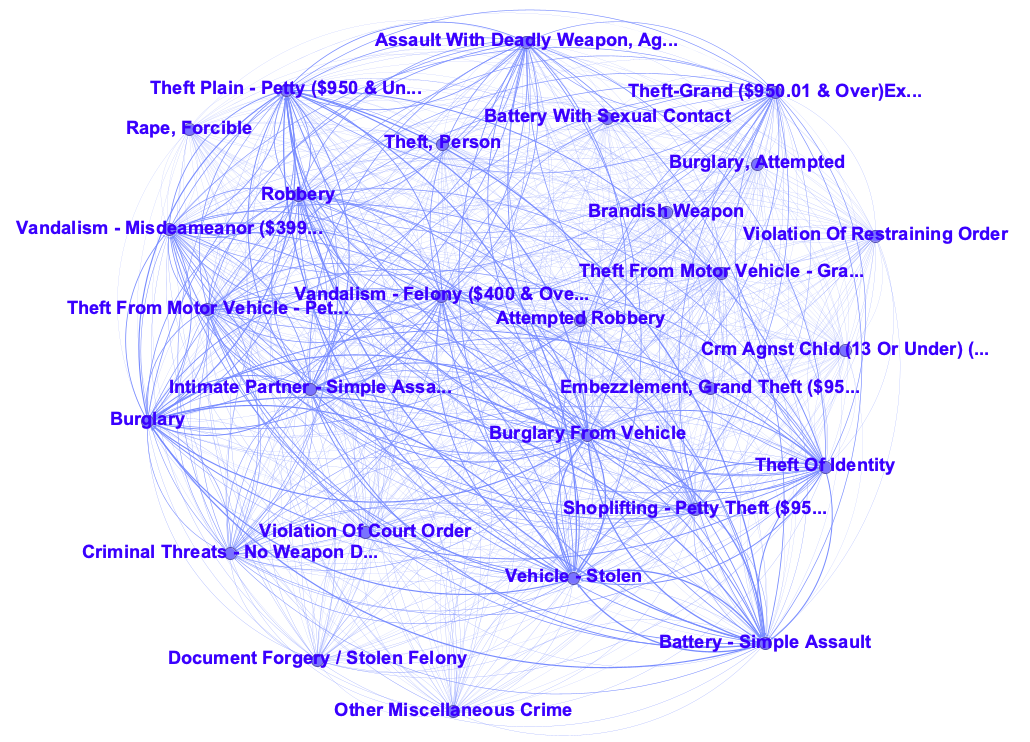 Assault With Deadly Weapon, Ag...
Theft Plain - Petty ($950 & Un...
Theft-Grand ($950.01 & Over)Ex...
Battery With Sexual Contact
Rape, Forcible
Theft, Person
Burglary, Attempted
Robbery
Brandish Weapon
Vandalism - Misdeameanor ($399...
Violation Of Restraining Order
Theft From Motor Vehicle - Gra...
Vandalism - Felony ($400 & Ove...
Theft From Motor Vehicle - Pet...
Attempted Robbery
Crm Agnst Chld (13 Or Under) (...
Intimate Partner - Simple Assa...
Embezzlement, Grand Theft ($95...
Burglary
Burglary From Vehicle
Theft Of Identity
Shoplifting - Petty Theft ($95...
Violation Of Court Order
Criminal Threats - No Weapon D...
Vehicle - Stolen
Battery - Simple Assault
Document Forgery / Stolen Felony
Other Miscellaneous Crime